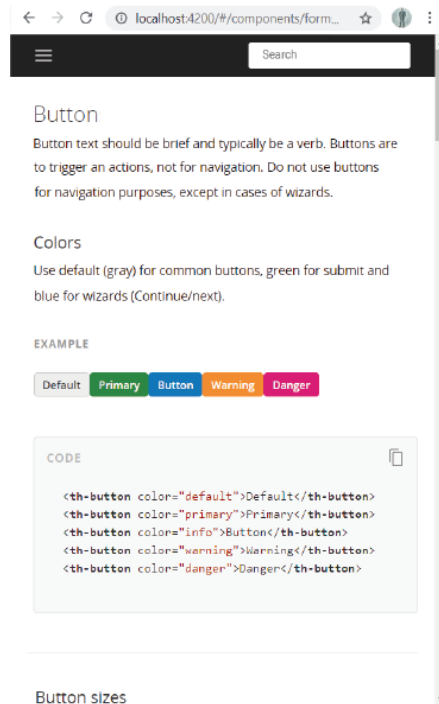 localhost:4200/#/components/form...
Search
Button
Button text should be brief and typically be a verb. Buttons are
to trigger an actions, not for navigation. Do not use buttons
for navigation purposes, except in cases of wizards.
Colors
Use default (gray) for common buttons, green for submit and
blue for wizards (Continue/next).
EXAMPLE
Default Primary Button Warning Danger
CODE
<th-button color="default">Default</th-button>
<th-button color="primary">Primary</th-button>
<th-button color="info">Button</th-button>
<th-button color="warning">Warning</th-button>
<th-button color="danger">Danger</th-button>
Button sizes